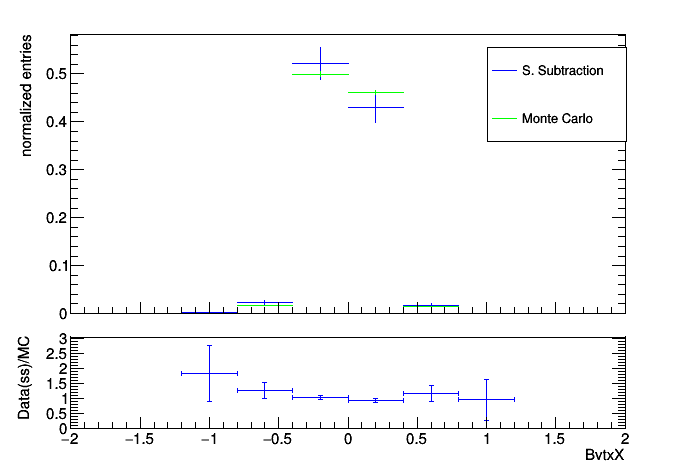 normalized entries
0.5
0.4
0.3
0.2
0.1
0
S. Subtraction
Monte Carlo
Data(ss)/MC
3
2.5
2
1.5
1
0.5
0
−2 −1.5 −1 −0.5 0 0.5 1 1.5 2
BvtxX